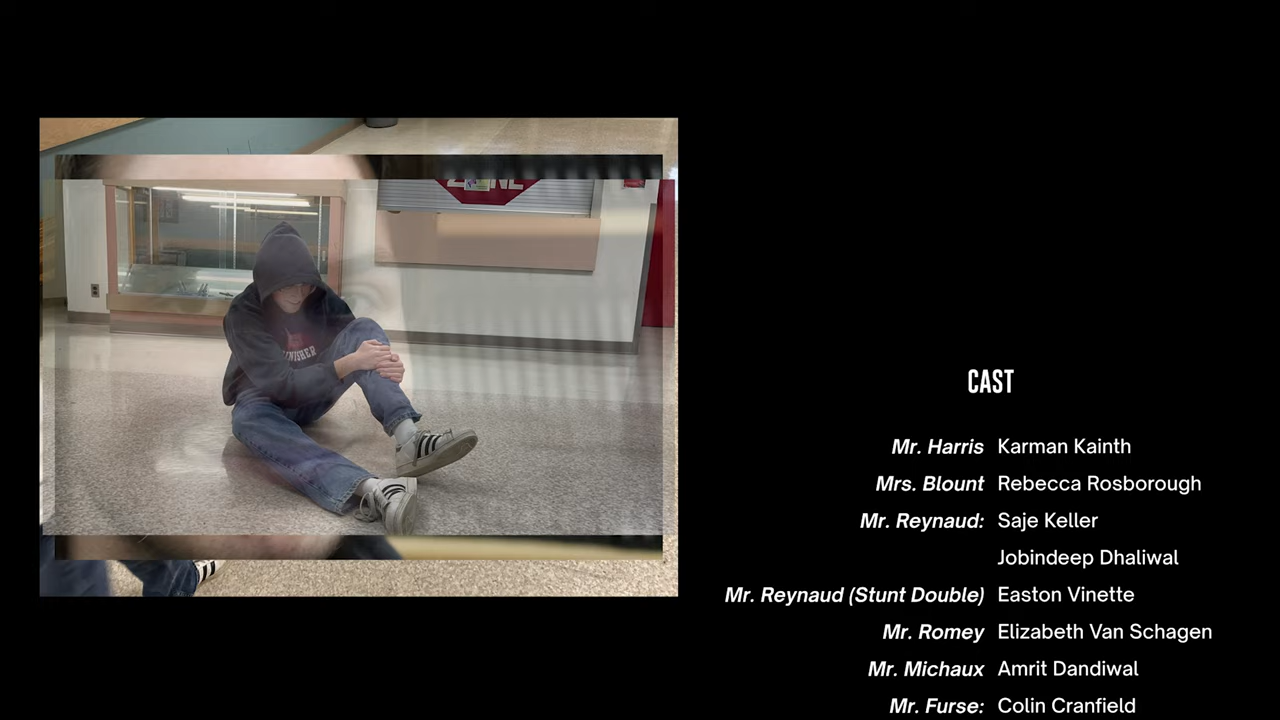 CAST
Mr. Harris Karman Kainth
Mrs. Blount Rebecca Rosborough
Mr. Reynaud: Saje Keller
Jobindeep Dhaliwal
Mr. Reynaud (Stunt Double) Easton Vinette
Mr. Romey Elizabeth Van Schagen
Mr. Michaux Amrit Dandiwal
Mr. Furse: Colin Cranfield